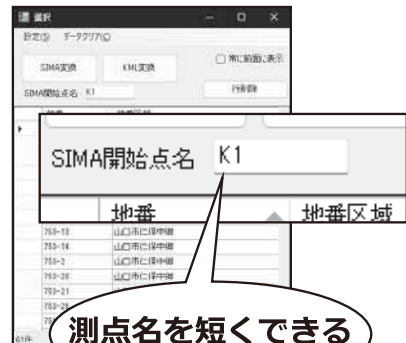 選択
設定(S) データクリア(C)
SIMA変換 KML変換 常に前面に表示
SIMA開始点名 K1 行削除
SIMA開始点名 K1
地番 地番区域
753-13 山口市仁保中郷
753-14 山口市仁保中郷
753-2 山口市仁保中郷
753-20 山口市仁保中郷
753-21 山口市仁保中郷
61件
測点名を短くできる